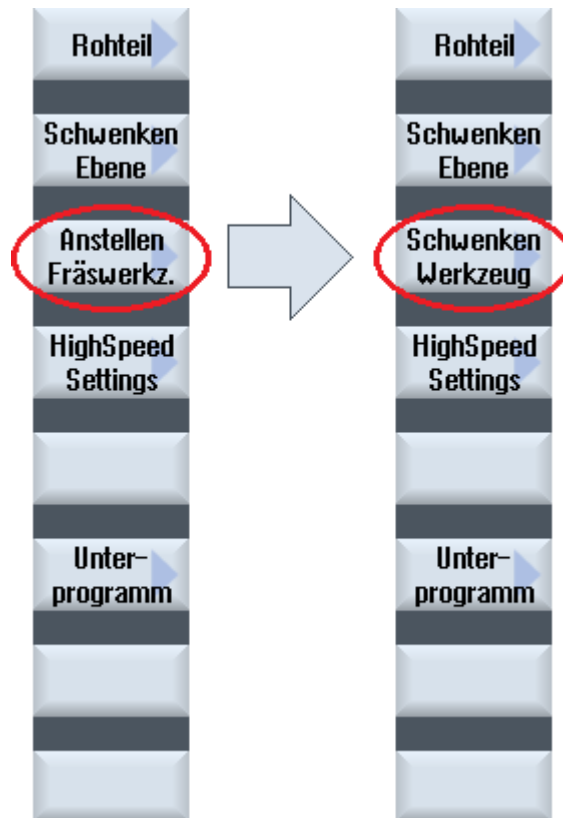 Rohteil
Schwenken
Ebene
Anstellen
Fräswerkz.
HighSpeed
Settings
Unter-
programm
Rohteil
Schwenken
Ebene
Schwenken
Werkzeug
HighSpeed
Settings
Unter-
programm